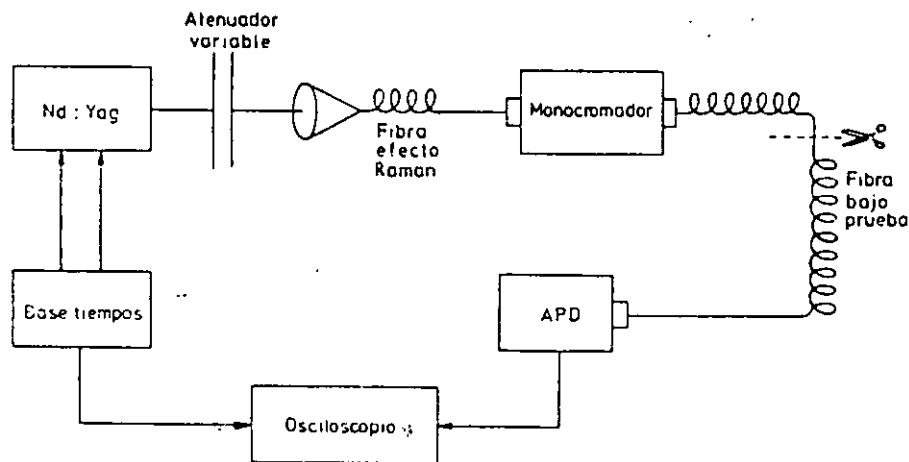 Atenuador
variable
Nd : Yag
Fibra
efecto
Raman
Monocromador
Fibra
bajo
prueba
Base tiempos
APD
Osciloscopio